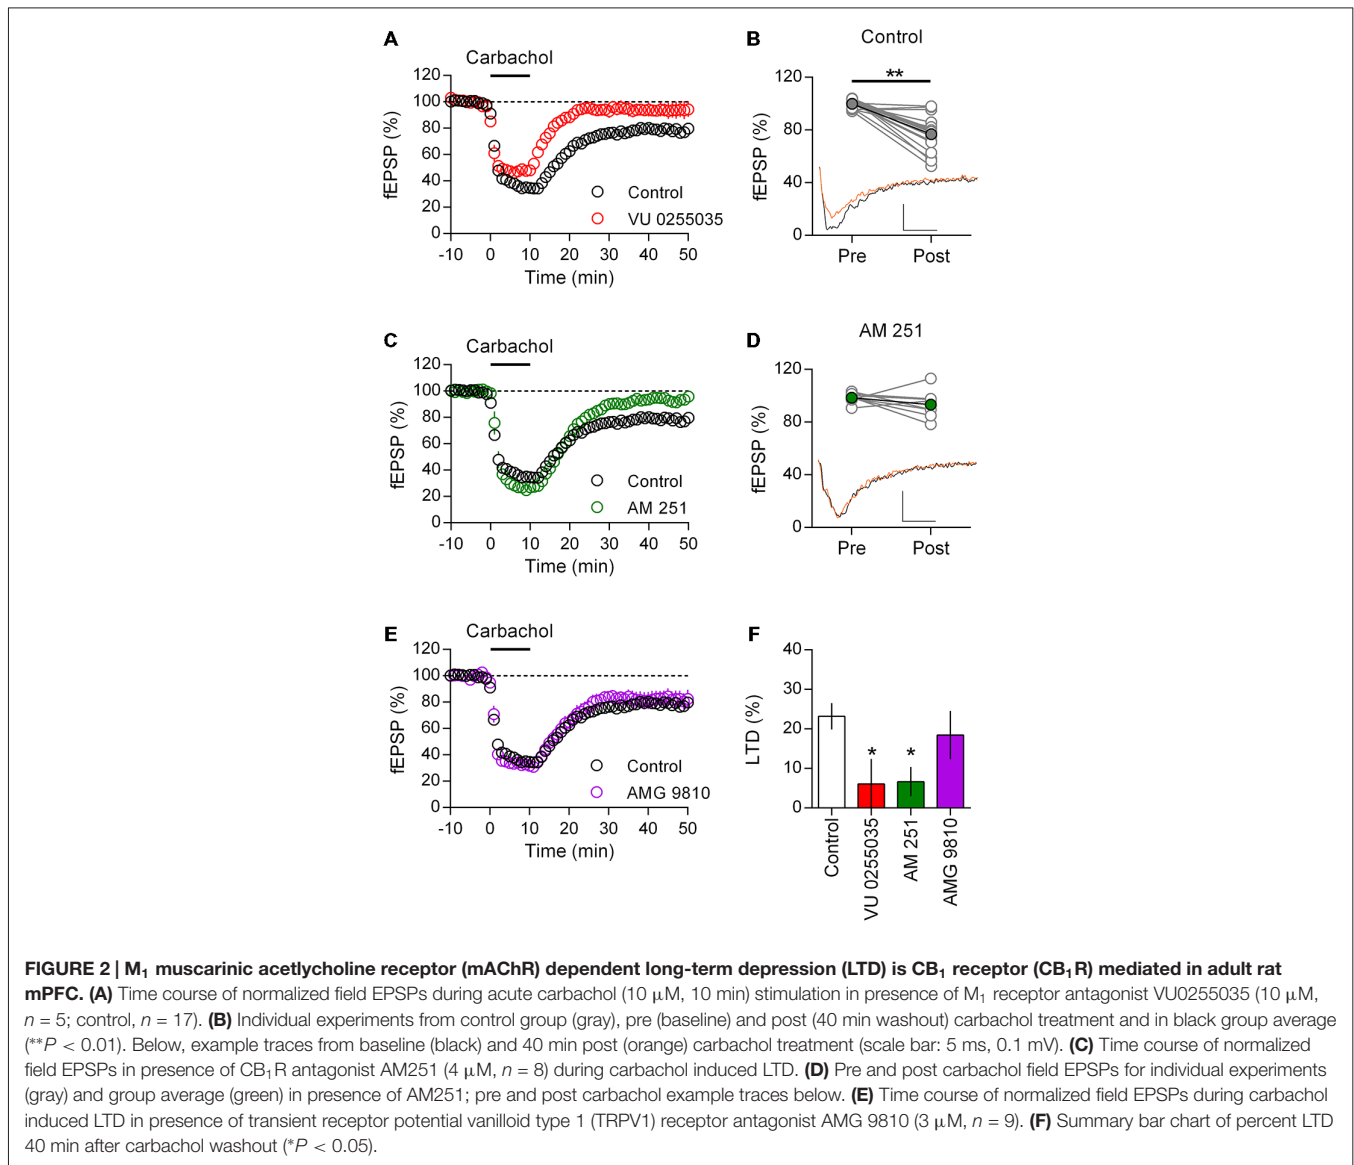 A
Carbachol
120
100
80
60
40
20
0
fEPSP (%)
Control
VU 0255035
-10 0 10 20 30 40 50
Time (min)
B
Control
**
120
80
40
0
fEPSP (%)
Pre Post
C
Carbachol
120
100
80
60
40
20
0
fEPSP (%)
Control
AM 251
-10 0 10 20 30 40 50
Time (min)
D
AM 251
120
80
40
0
fEPSP (%)
Pre Post
E
Carbachol
120
100
80
60
40
20
0
fEPSP (%)
Control
AMG 9810
-10 0 10 20 30 40 50
Time (min)
F
40
30
20
10
0
LTD (%)
* *
Control
VU 0255035
AM 251
AMG 9810
FIGURE 2 | M₁ muscarinic acetlycholine receptor (mAChR) dependent long-term depression (LTD) is CB₁ receptor (CB₁R) mediated in adult rat
mPFC. (A) Time course of normalized field EPSPs during acute carbachol (10 μM, 10 min) stimulation in presence of M₁ receptor antagonist VU0255035 (10 μM,
n = 5; control, n = 17). (B) Individual experiments from control group (gray), pre (baseline) and post (40 min washout) carbachol treatment and in black group average
(**P < 0.01). Below, example traces from baseline (black) and 40 min post (orange) carbachol treatment (scale bar: 5 ms, 0.1 mV). (C) Time course of normalized
field EPSPs in presence of CB₁R antagonist AM251 (4 μM, n = 8) during carbachol induced LTD. (D) Pre and post carbachol field EPSPs for individual experiments
(gray) and group average (green) in presence of AM251; pre and post carbachol example traces below. (E) Time course of normalized field EPSPs during carbachol
induced LTD in presence of transient receptor potential vanilloid type 1 (TRPV1) receptor antagonist AMG 9810 (3 μM, n = 9). (F) Summary bar chart of percent LTD
40 min after carbachol washout (*P < 0.05).